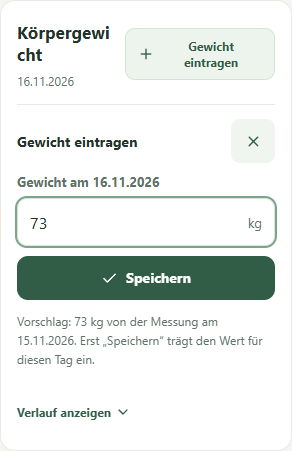 Körpergewi
cht
Gewicht
eintragen
16.11.2026
Gewicht eintragen
Gewicht am 16.11.2026
73 kg
Speichern
Vorschlag: 73 kg von der Messung am
15.11.2026. Erst „Speichern“ trägt den Wert für
diesen Tag ein.
Verlauf anzeigen